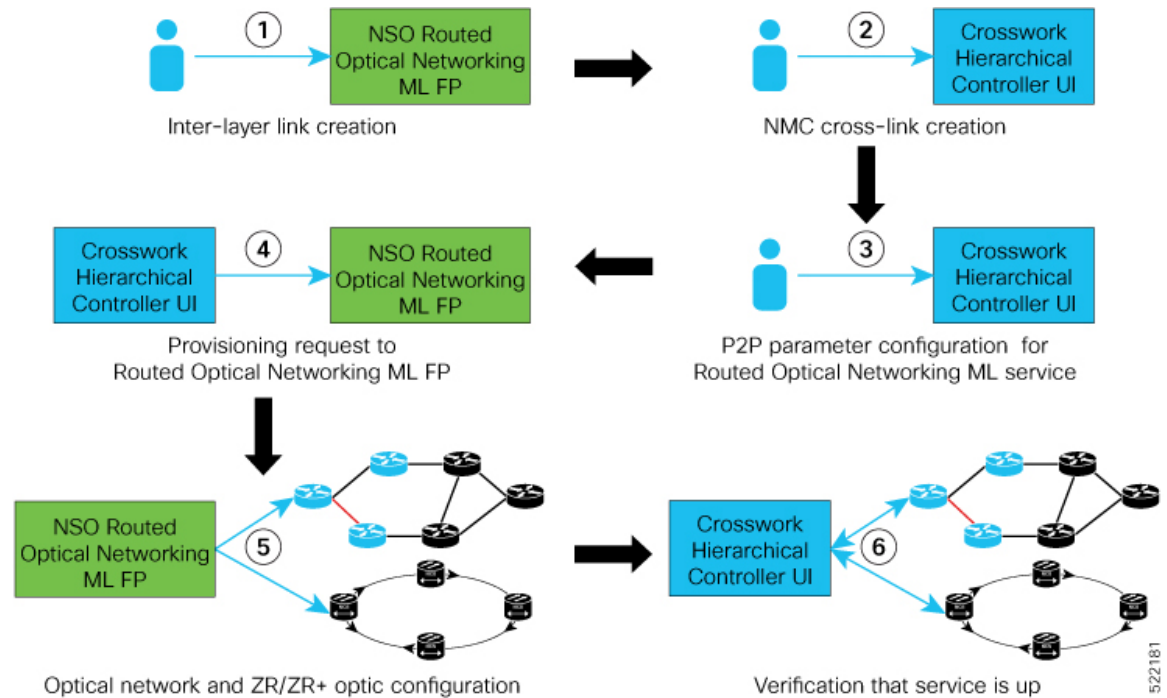 1
NSO Routed
Optical Networking
ML FP
Inter-layer link creation
2
Crosswork
Hierarchical
Controller UI
NMC cross-link creation
3
Crosswork
Hierarchical
Controller UI
P2P parameter configuration for
Routed Optical Networking ML service
Crosswork
Hierarchical
Controller UI
4
NSO Routed
Optical Networking
ML FP
Provisioning request to
Routed Optical Networking ML FP
NSO Routed
Optical Networking
ML FP
5
Optical network and ZR/ZR+ optic configuration
Crosswork
Hierarchical
Controller UI
6
Verification that service is up
522181